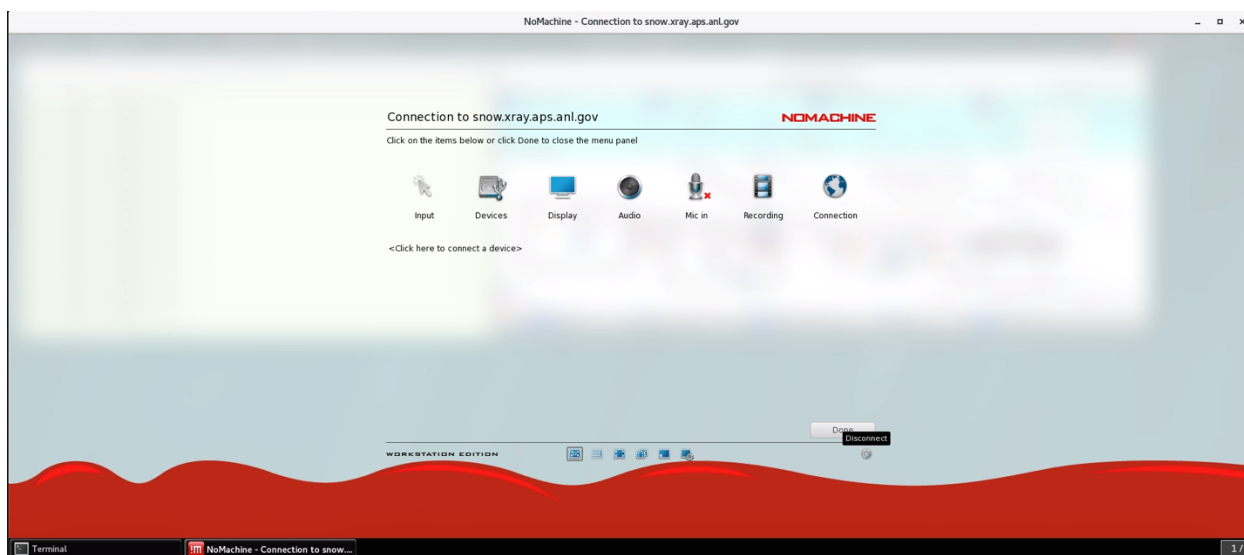 NoMachine - Connection to snow.xray.aps.anl.gov
Connection to snow.xray.aps.anl.gov
NOMACHINE
Click on the items below or click Done to close the menu panel
Input
Devices
Display
Audio
Mic in
Recording
Connection
<Click here to connect a device>
Done
Disconnect
WORKSTATION EDITION
Terminal
!m
NoMachine - Connection to snow...
1 /